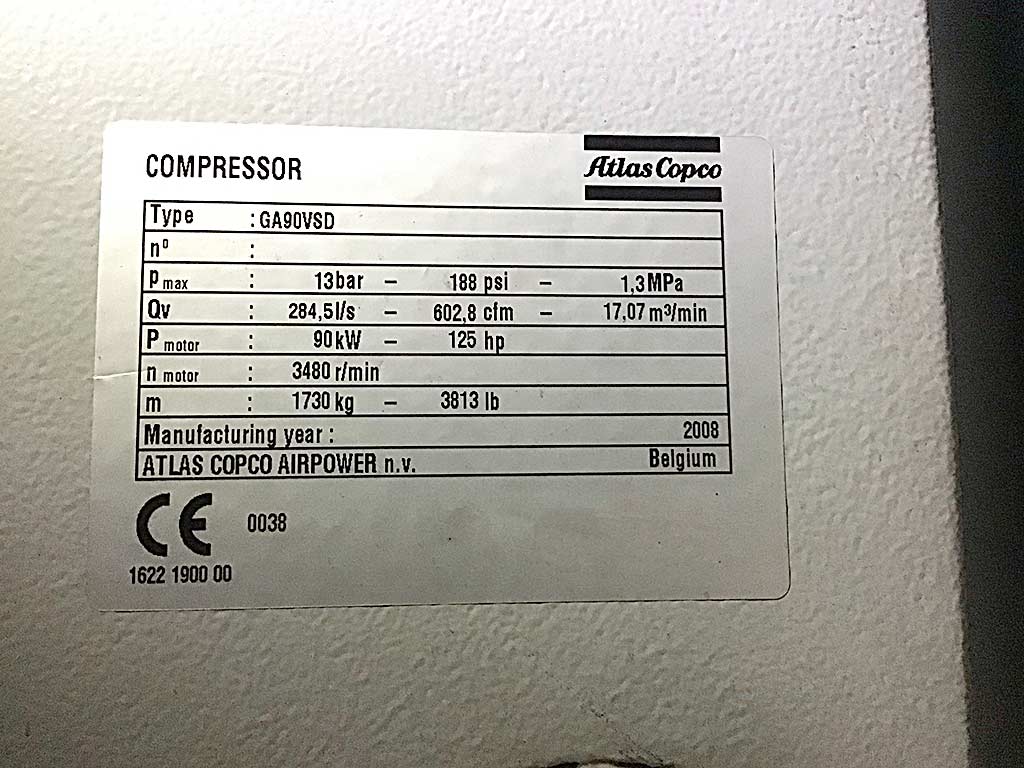 COMPRESSOR
Atlas Copco
Type : GA90VSD
nº :
Pmax : 13bar – 188 psi – 1,3MPa
Qv : 284,5l/s – 602,8 cfm – 17,07 m³/min
P motor : 90kW – 125 hp
n motor : 3480 r/min
m : 1730 kg – 3813 lb
Manufacturing year : 2008
ATLAS COPCO AIRPOWER n.v. Belgium
CE 0038
1622 1900 00